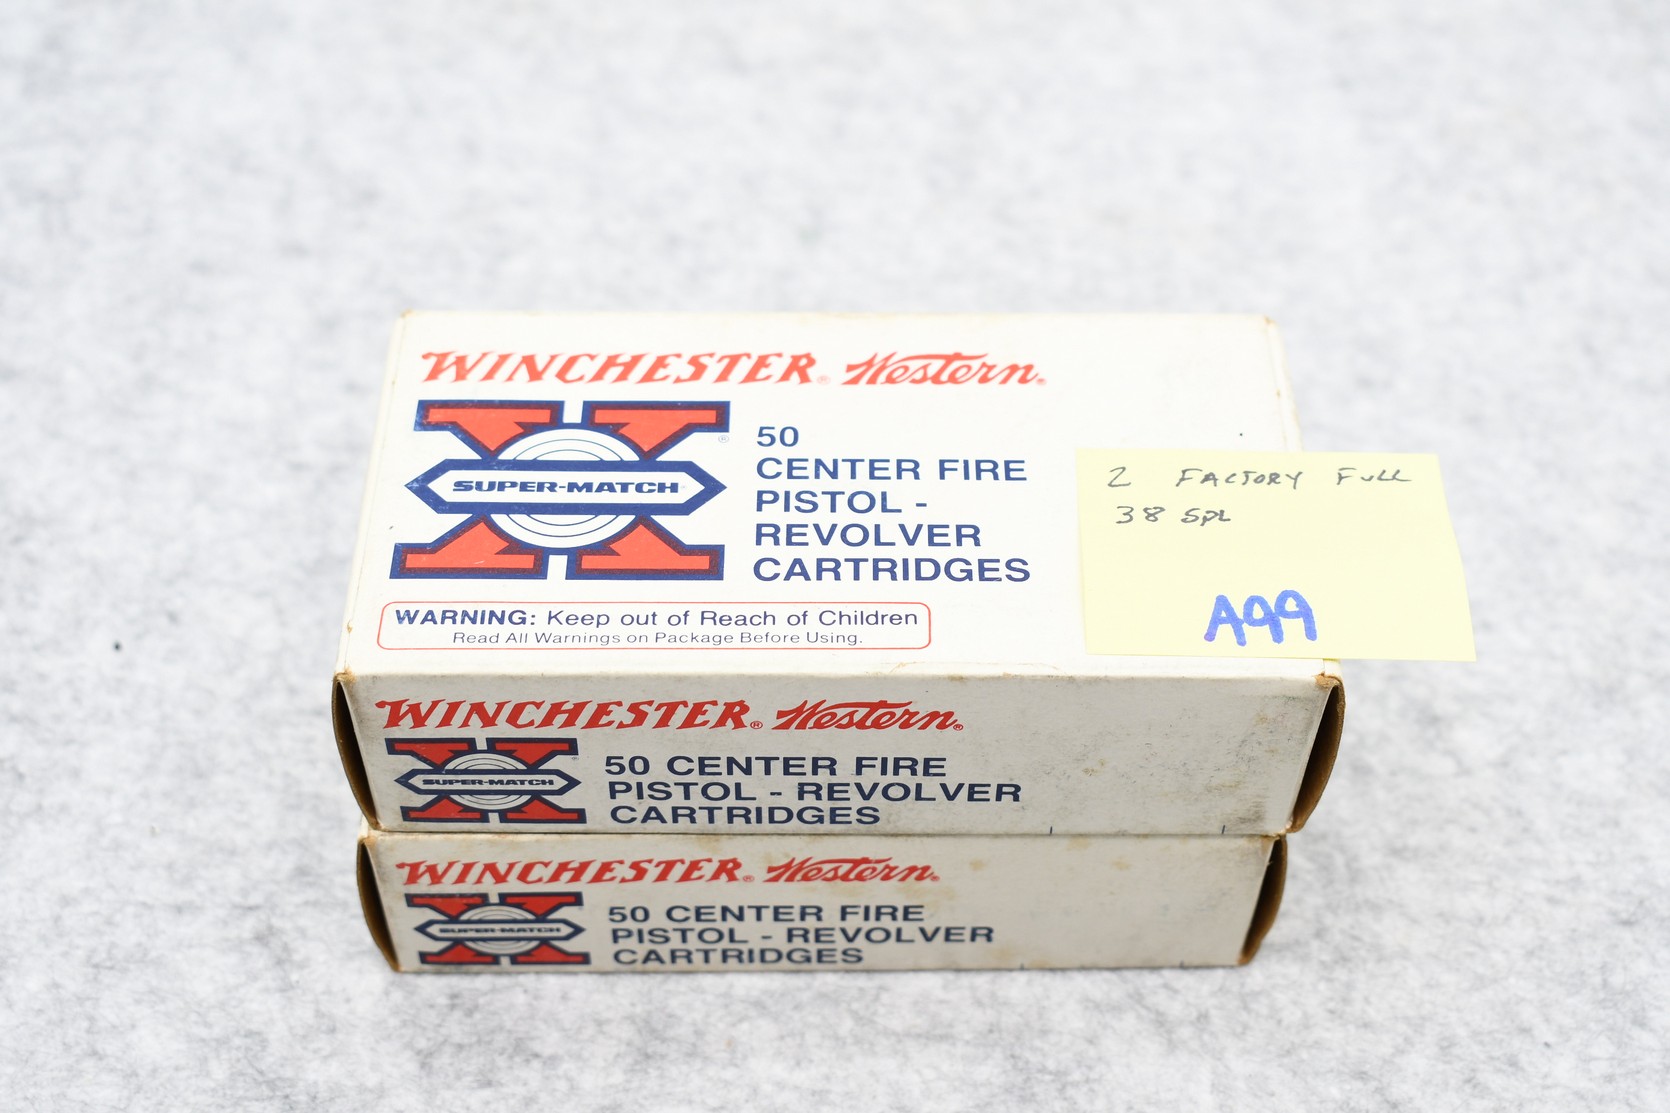 WINCHESTER® Western®
®
SUPER-MATCH
50
CENTER FIRE
PISTOL -
REVOLVER
CARTRIDGES
WARNING: Keep out of Reach of Children
Read All Warnings on Package Before Using.
2 FACTORY FULL
38 SPL
A99
WINCHESTER® Western®
SUPER-MATCH
50 CENTER FIRE
PISTOL - REVOLVER
CARTRIDGES
WINCHESTER® Western®
SUPER-MATCH
50 CENTER FIRE
PISTOL - REVOLVER
CARTRIDGES